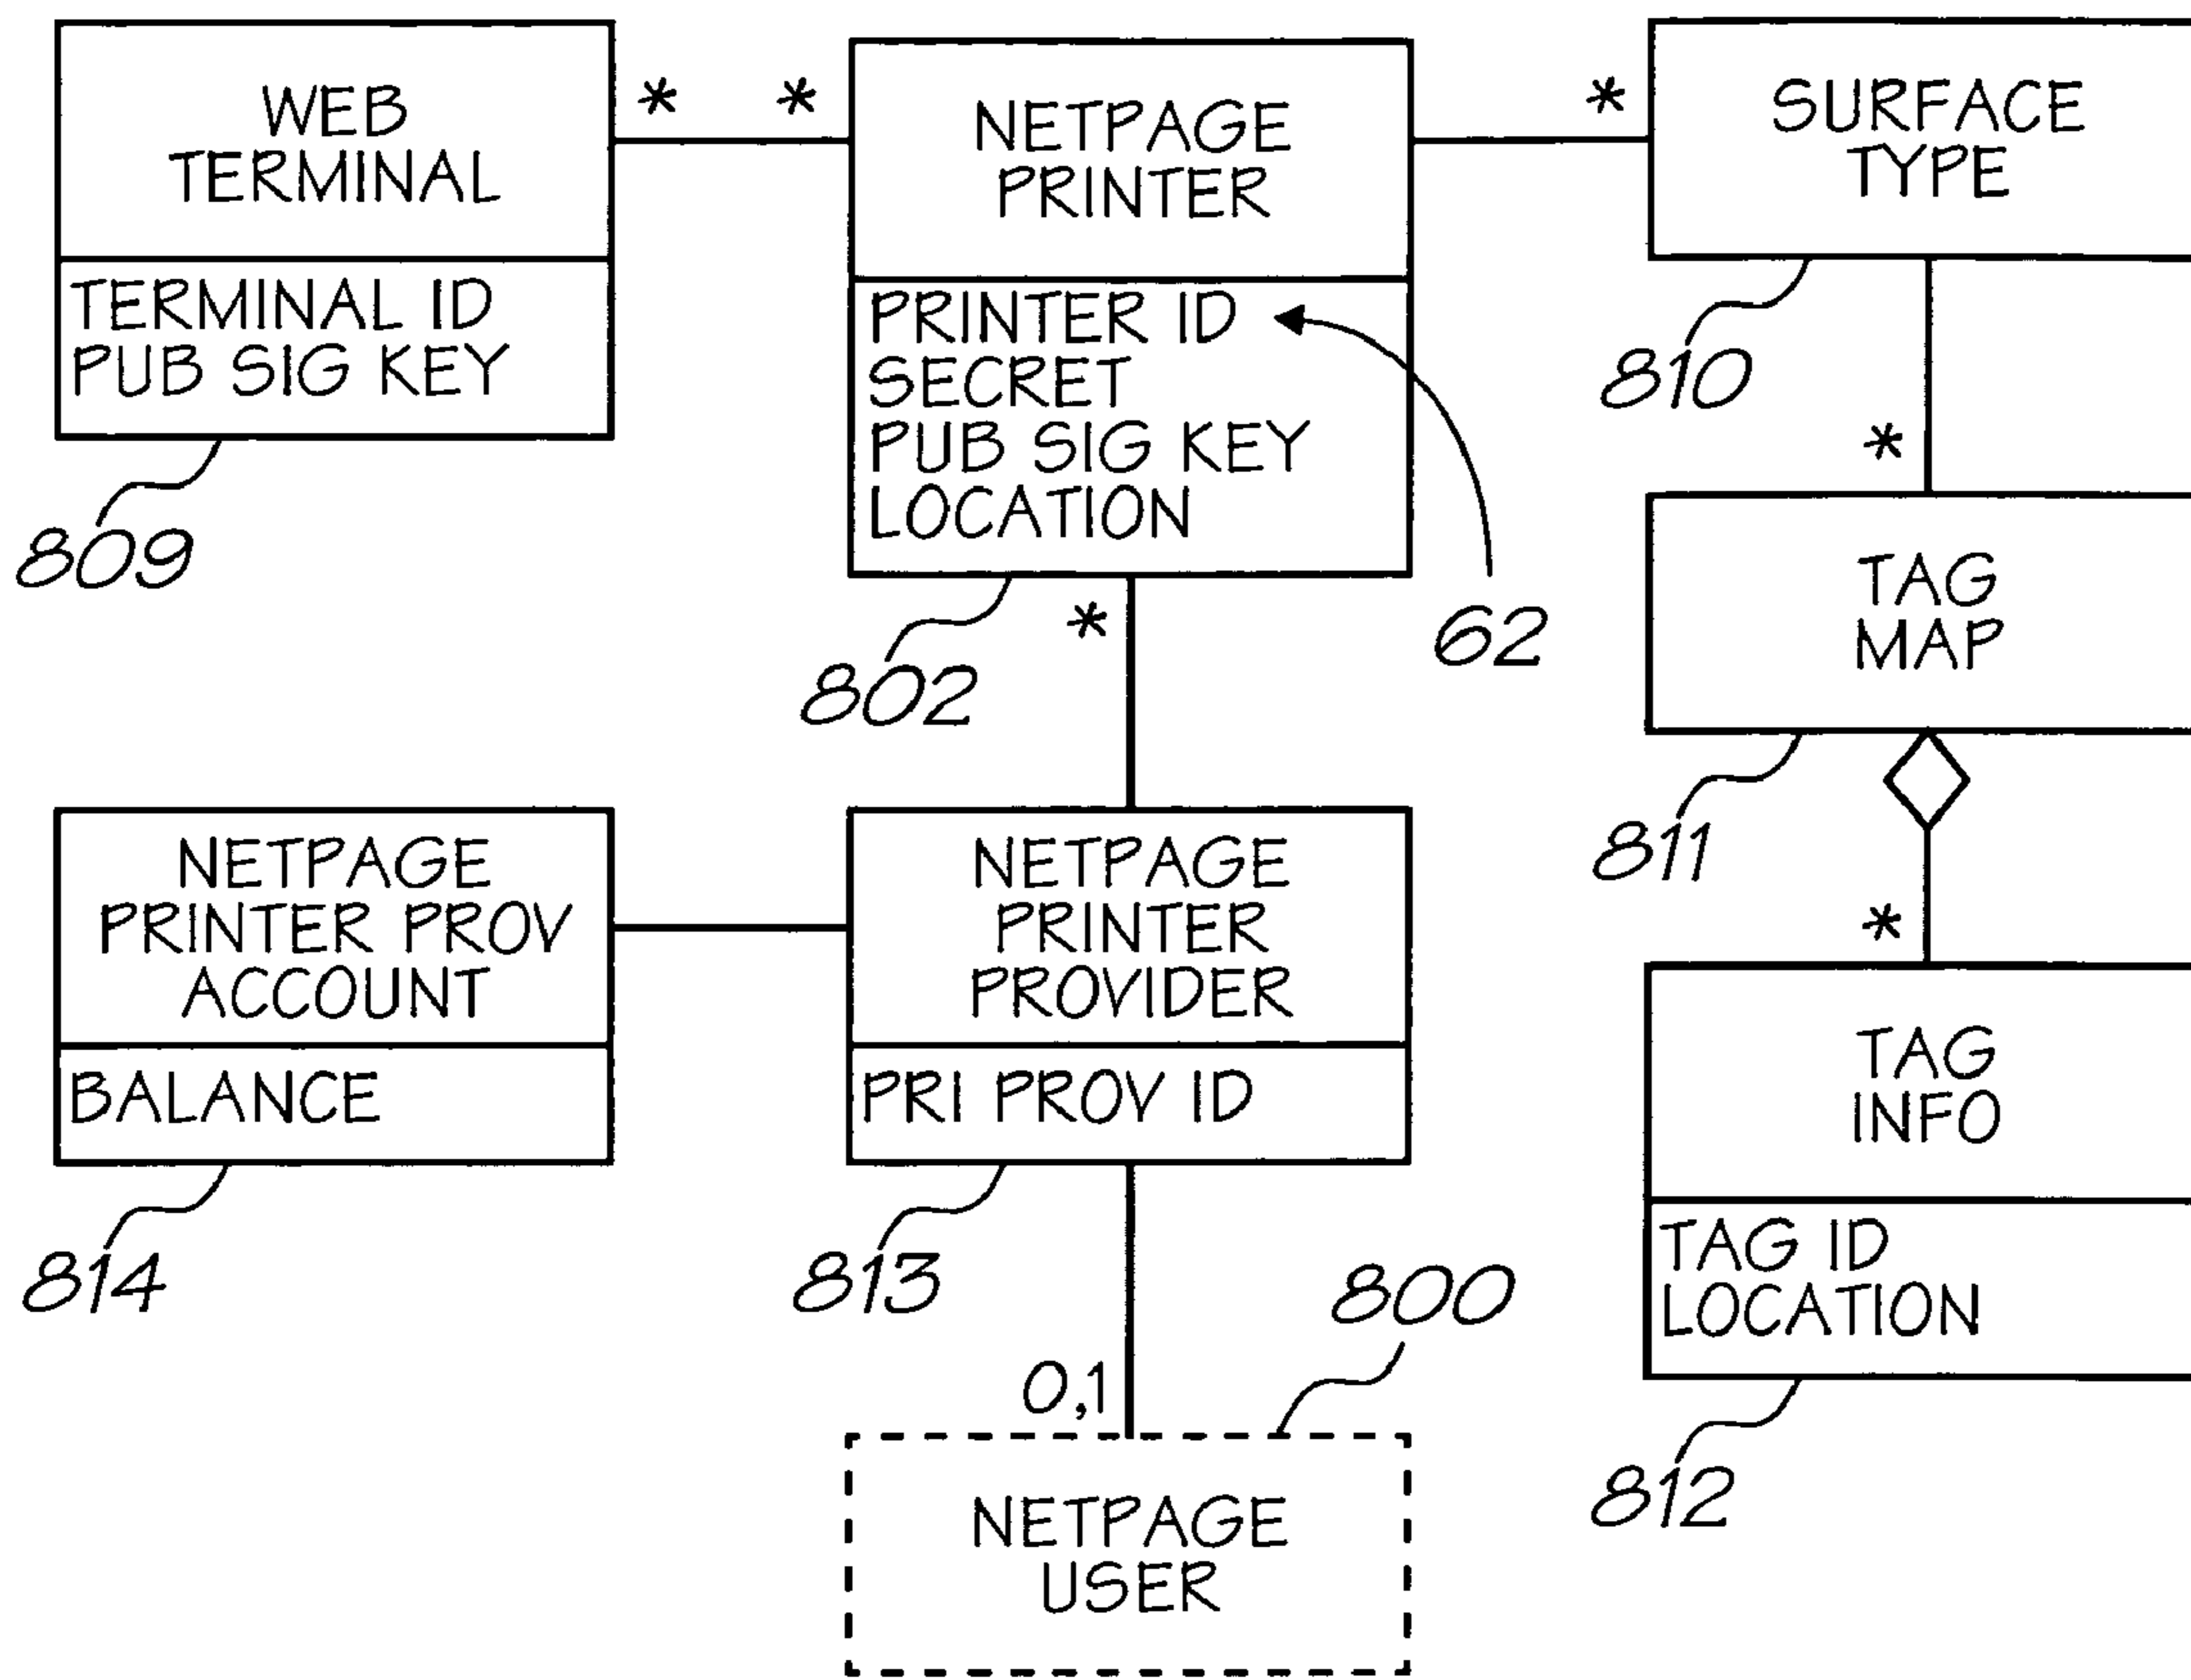 WEB
TERMINAL
TERMINAL ID
PUB SIG KEY
809
*
*
NETPAGE
PRINTER
PRINTER ID
SECRET
PUB SIG KEY
LOCATION
62
802
*
*
SURFACE
TYPE
810
*
TAG
MAP
811
*
TAG
INFO
TAG ID
LOCATION
812
NETPAGE
PRINTER PROV
ACCOUNT
BALANCE
814
NETPAGE
PRINTER
PROVIDER
PRI PROV ID
813
0,1
800
NETPAGE
USER